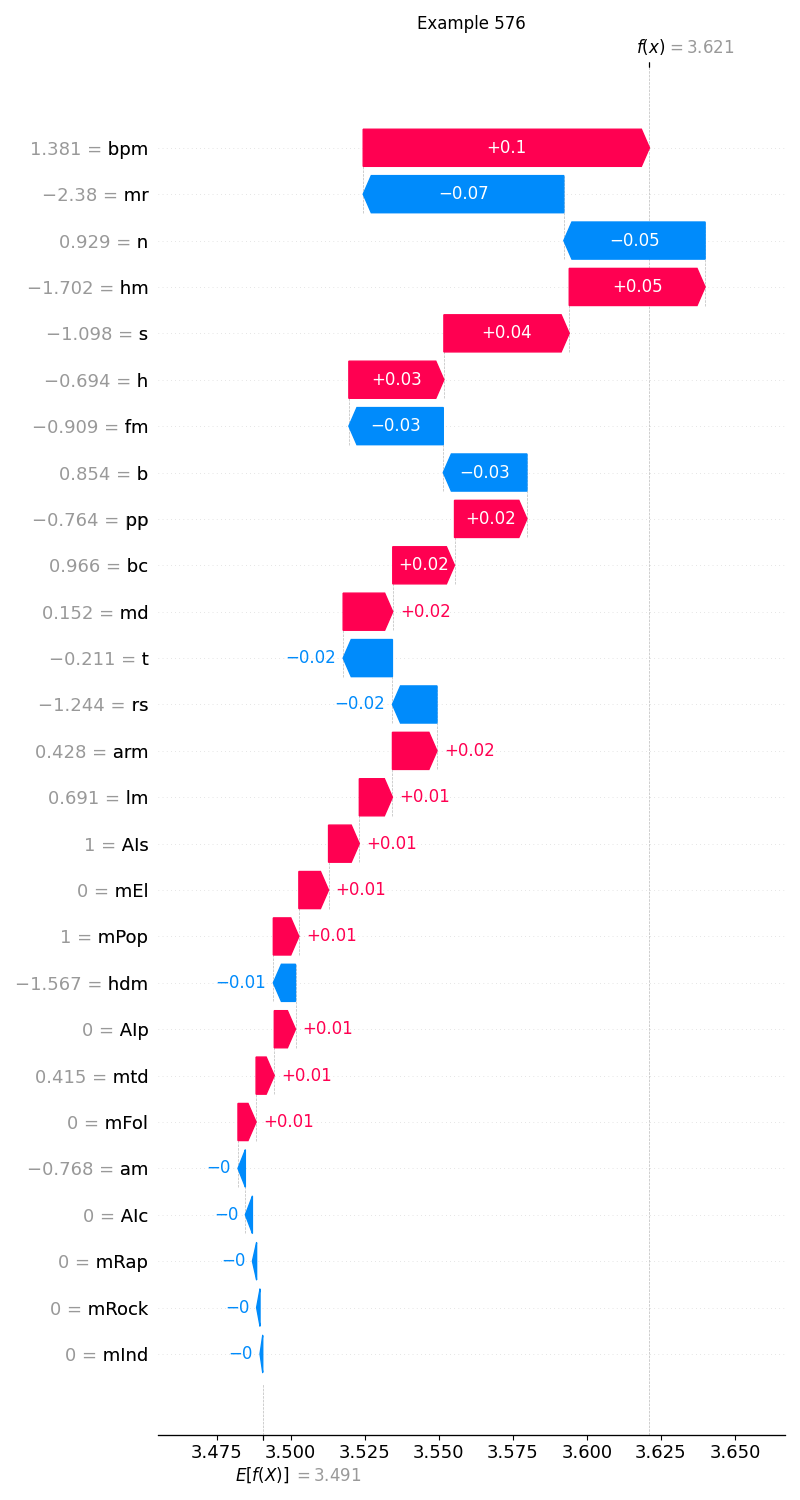 Example 576
f(x) = 3.621
1.381 = bpm +0.1
−2.38 = mr −0.07
0.929 = n −0.05
−1.702 = hm +0.05
−1.098 = s +0.04
−0.694 = h +0.03
−0.909 = fm −0.03
0.854 = b −0.03
−0.764 = pp +0.02
0.966 = bc +0.02
0.152 = md +0.02
−0.211 = t −0.02
−1.244 = rs −0.02
0.428 = arm +0.02
0.691 = lm +0.01
1 = AIs +0.01
0 = mEl +0.01
1 = mPop +0.01
−1.567 = hdm −0.01
0 = AIp +0.01
0.415 = mtd +0.01
0 = mFol +0.01
−0.768 = am −0
0 = AIc −0
0 = mRap −0
0 = mRock −0
0 = mInd −0
3.475 3.500 3.525 3.550 3.575 3.600 3.625 3.650
E[f(X)] = 3.491